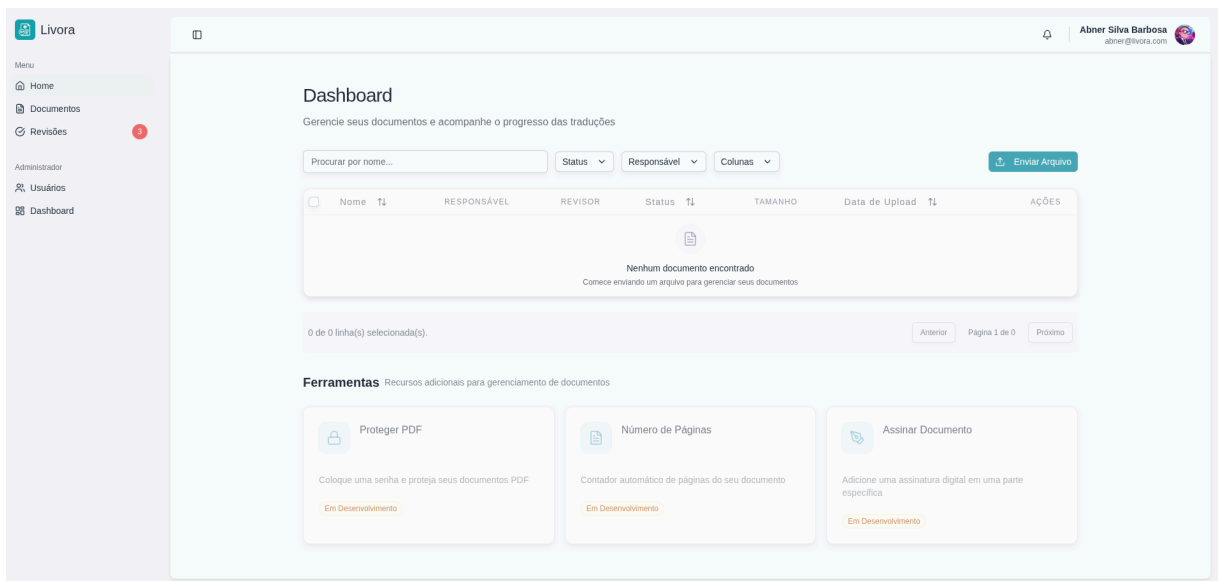 Livora
Abner Silva Barbosa
abner@livora.com
Menu
Home
Documentos
Revisões 3
Administrador
Usuários
Dashboard
Dashboard
Gerencie seus documentos e acompanhe o progresso das traduções
Procurar por nome... Status Responsável Colunas Enviar Arquivo
Nome RESPONSÁVEL REVISOR Status TAMANHO Data de Upload AÇÕES
Nenhum documento encontrado
Comece enviando um arquivo para gerenciar seus documentos
0 de 0 linha(s) selecionada(s). Anterior Página 1 de 0 Próximo
Ferramentas Recursos adicionais para gerenciamento de documentos
Proteger PDF
Coloque uma senha e proteja seus documentos PDF
Em Desenvolvimento
Número de Páginas
Contador automático de páginas do seu documento
Em Desenvolvimento
Assinar Documento
Adicione uma assinatura digital em uma parte
específica
Em Desenvolvimento